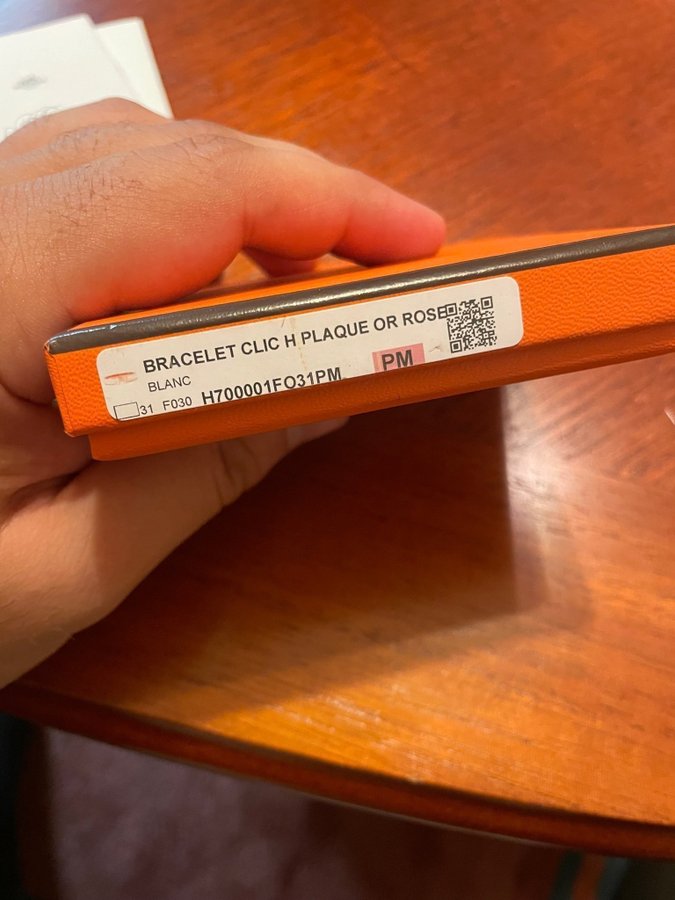 BRACELET CLIC H PLAQUE OR ROSE
BLANC
PM
31 F030 H700001FO31PM